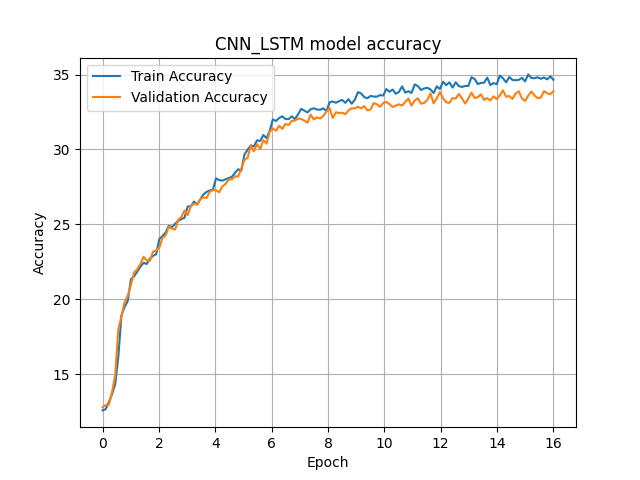 CNN_LSTM model accuracy
Train Accuracy
Validation Accuracy
35
30
25
20
15
Accuracy
0 2 4 6 8 10 12 14 16
Epoch